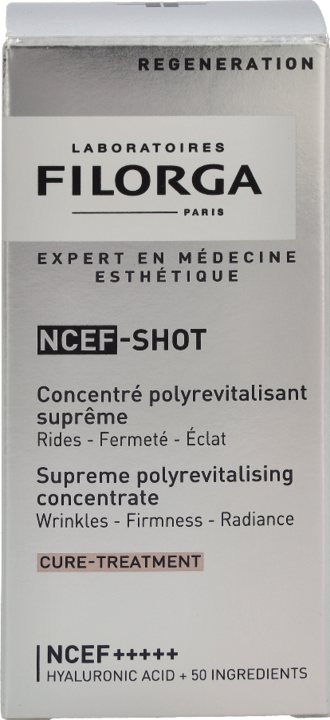 REGENERATION
LABORATOIRES
FILORGA
PARIS
EXPERT EN MÉDECINE
ESTHÉTIQUE
NCEF-SHOT
Concentré polyrevitalisant
suprême
Rides - Fermeté - Éclat
Supreme polyrevitalising
concentrate
Wrinkles - Firmness - Radiance
CURE-TREATMENT
NCEF+++++
HYALURONIC ACID + 50 INGREDIENTS